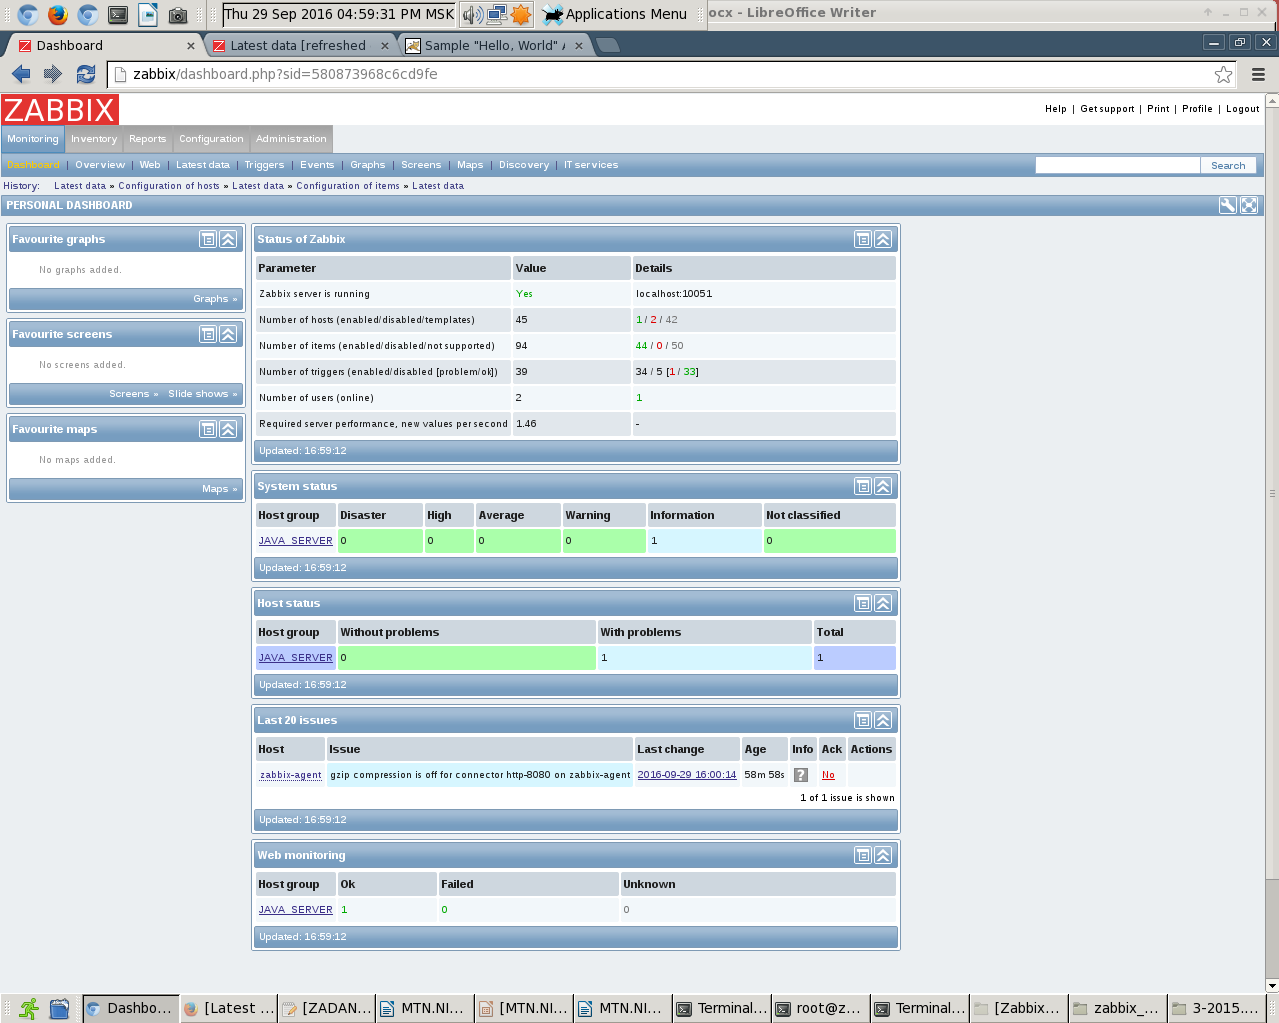 Thu 29 Sep 2016 04:59:31 PM MSK Applications Menu ocx - LibreOffice Writer
Dashboard Latest data [refreshed Sample "Hello, World" A
zabbix/dashboard.php?sid=580873968c6cd9fe
ZABBIX
Help | Get support | Print | Profile | Logout
Monitoring Inventory Reports Configuration Administration
Dashboard | Overview | Web | Latest data | Triggers | Events | Graphs | Screens | Maps | Discovery | IT services Search
History: Latest data » Configuration of hosts » Latest data » Configuration of items » Latest data
PERSONAL DASHBOARD
Favourite graphs
No graphs added.
Graphs »
Favourite screens
No screens added.
Screens » Slide shows »
Favourite maps
No maps added.
Maps »
Status of Zabbix
Parameter Value Details
Zabbix server is running Yes localhost:10051
Number of hosts (enabled/disabled/templates) 45 1 / 2 / 42
Number of items (enabled/disabled/not supported) 94 44 / 0 / 50
Number of triggers (enabled/disabled [problem/ok]) 39 34 / 5 [1 / 33]
Number of users (online) 2 1
Required server performance, new values per second 1.46 -
Updated: 16:59:12
System status
Host group Disaster High Average Warning Information Not classified
JAVA_SERVER 0 0 0 0 1 0
Updated: 16:59:12
Host status
Host group Without problems With problems Total
JAVA_SERVER 0 1 1
Updated: 16:59:12
Last 20 issues
Host Issue Last change Age Info Ack Actions
zabbix-agent gzip compression is off for connector http-8080 on zabbix-agent 2016-09-29 16:00:14 58m 58s ? No
1 of 1 issue is shown
Updated: 16:59:12
Web monitoring
Host group Ok Failed Unknown
JAVA_SERVER 1 0 0
Updated: 16:59:12
Dashbo... [Latest ... [ZADAN... MTN.NI... [MTN.NI... MTN.NI... Terminal... root@z... Terminal... [Zabbix... zabbix_... 3-2015....